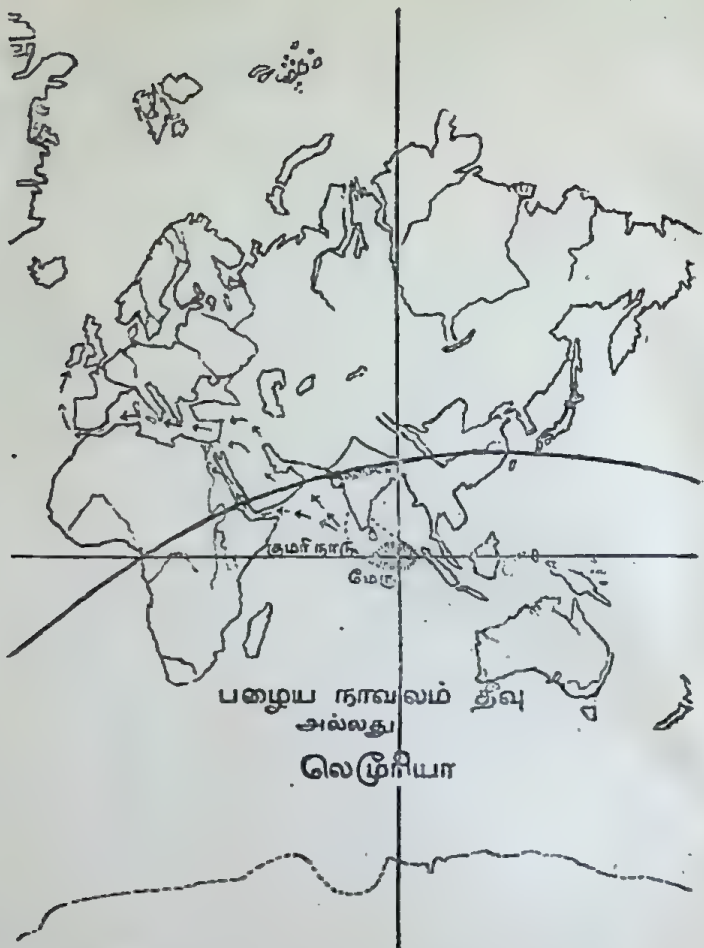 குமரிநாடு
மேரு
பழைய நாவலம் தீவு
அல்லது
லெமூரியா